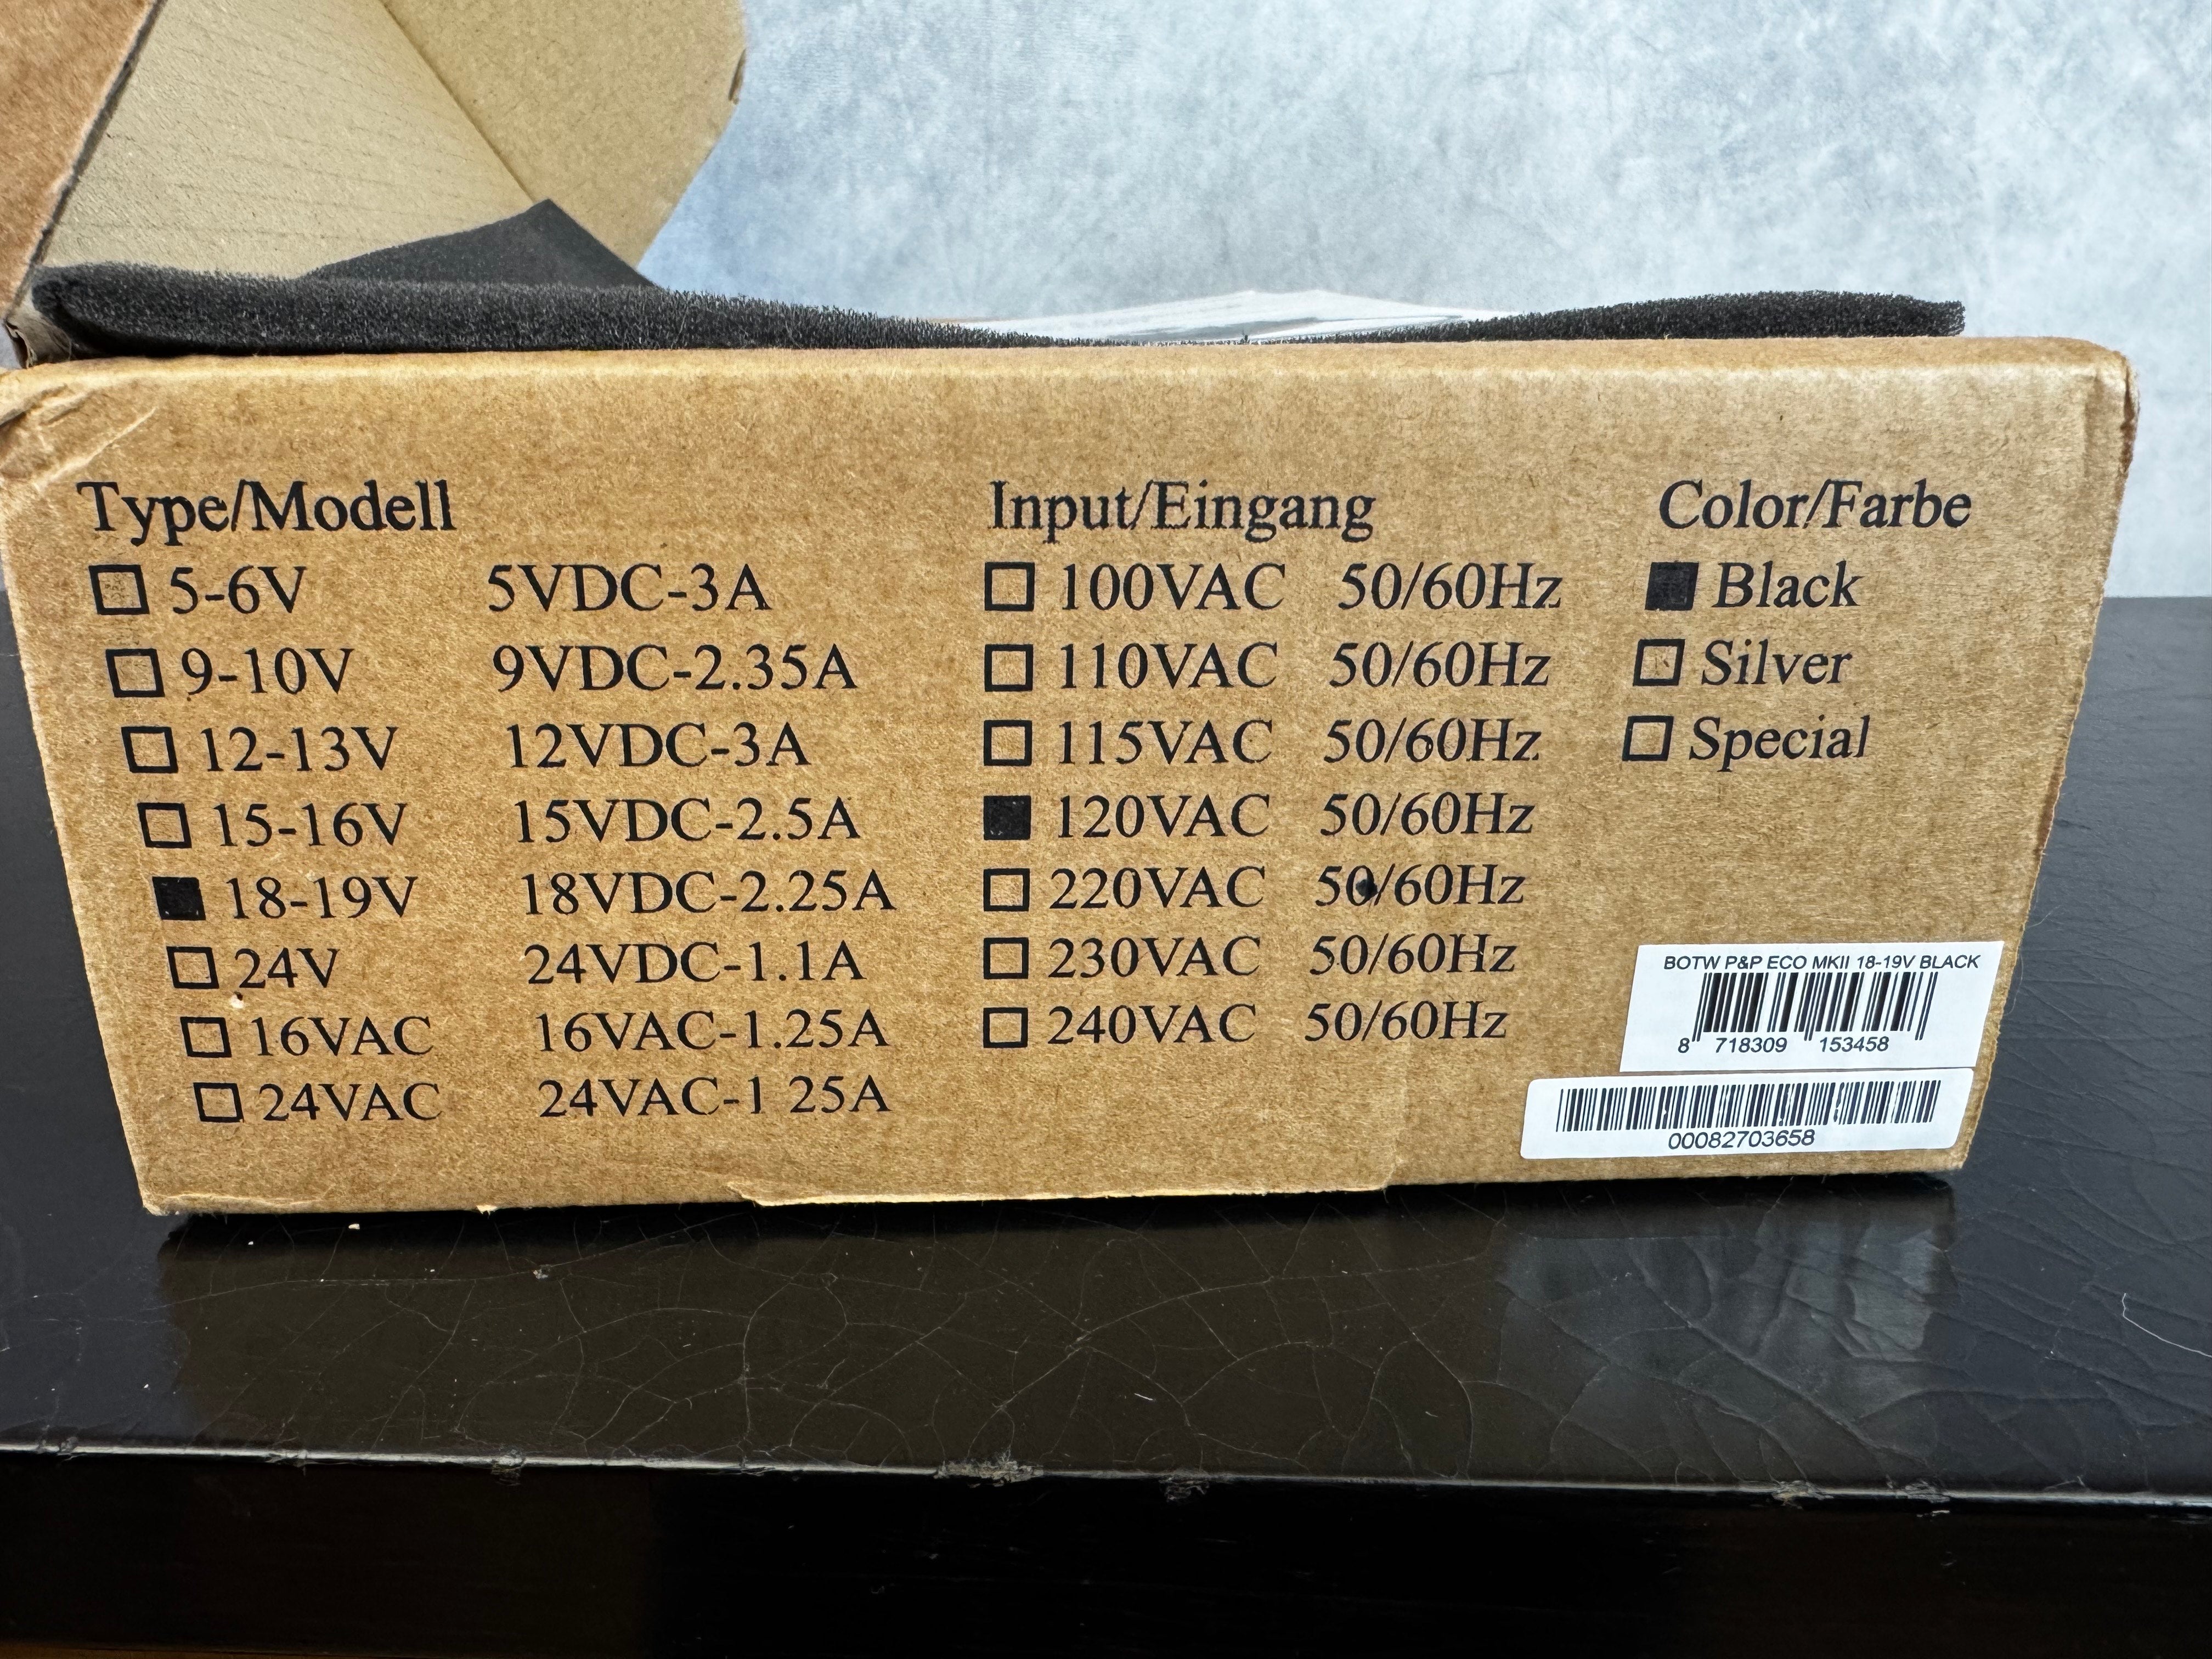 Type/Modell
5-6V 5VDC-3A
9-10V 9VDC-2.35A
12-13V 12VDC-3A
15-16V 15VDC-2.5A
18-19V 18VDC-2.25A
24V 24VDC-1.1A
16VAC 16VAC-1.25A
24VAC 24VAC-1 25A
Input/Eingang
100VAC 50/60Hz
110VAC 50/60Hz
115VAC 50/60Hz
120VAC 50/60Hz
220VAC 50/60Hz
230VAC 50/60Hz
240VAC 50/60Hz
Color/Farbe
Black
Silver
Special
BOTW P&P ECO MKII 18-19V BLACK
8 718309 153458
00082703658